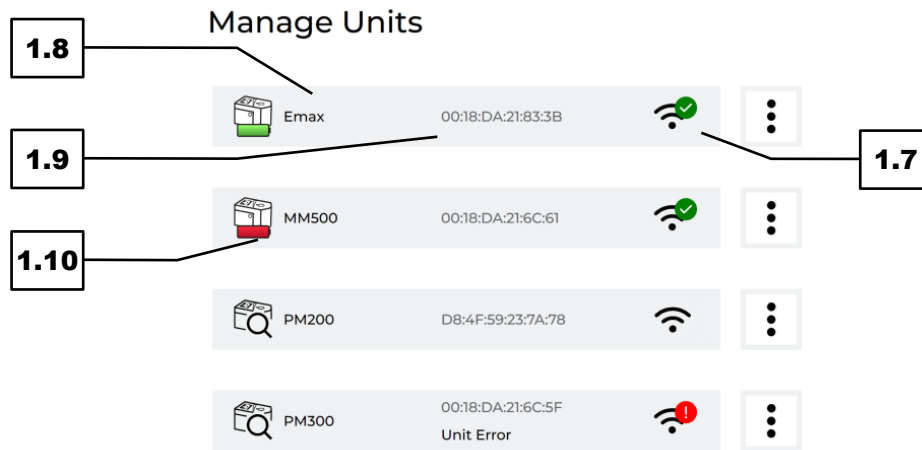 Manage Units
1.8
Emax 00:18:DA:21:83:3B
1.9
1.7
MM500 00:18:DA:21:6C:61
1.10
PM200 D8:4F:59:23:7A:78
PM300 00:18:DA:21:6C:5F
Unit Error